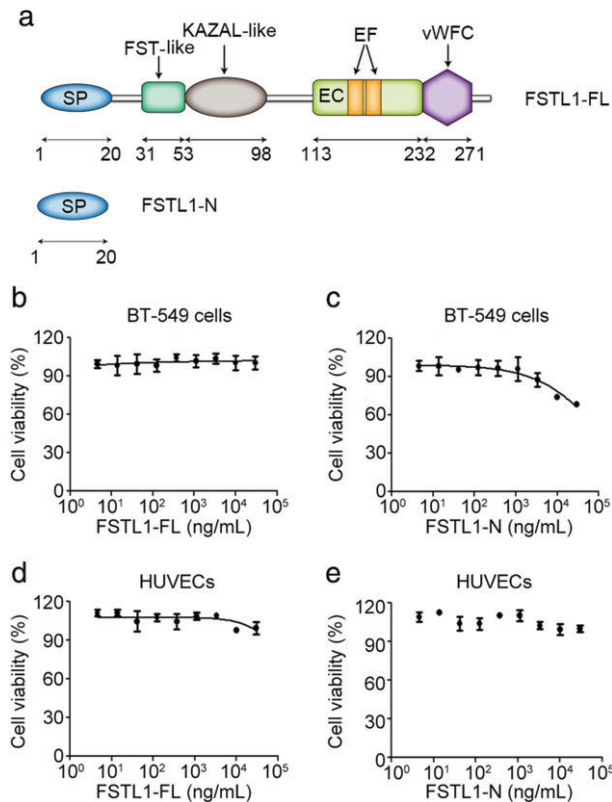 a
KAZAL-like
FST-like
EF
vWFC
SP
EC
FSTL1-FL
1 20 31 53 98 113 232 271
SP
FSTL1-N
1 20
b
BT-549 cells
Cell viability (%)
120
90
60
30
0
10⁰ 10¹ 10² 10³ 10⁴ 10⁵
FSTL1-FL (ng/mL)
c
BT-549 cells
Cell viability (%)
120
90
60
30
0
10⁰ 10¹ 10² 10³ 10⁴ 10⁵
FSTL1-N (ng/mL)
d
HUVECs
Cell viability (%)
120
90
60
30
0
10⁰ 10¹ 10² 10³ 10⁴ 10⁵
FSTL1-FL (ng/mL)
e
HUVECs
Cell viability (%)
120
90
60
30
0
10⁰ 10¹ 10² 10³ 10⁴ 10⁵
FSTL1-N (ng/mL)